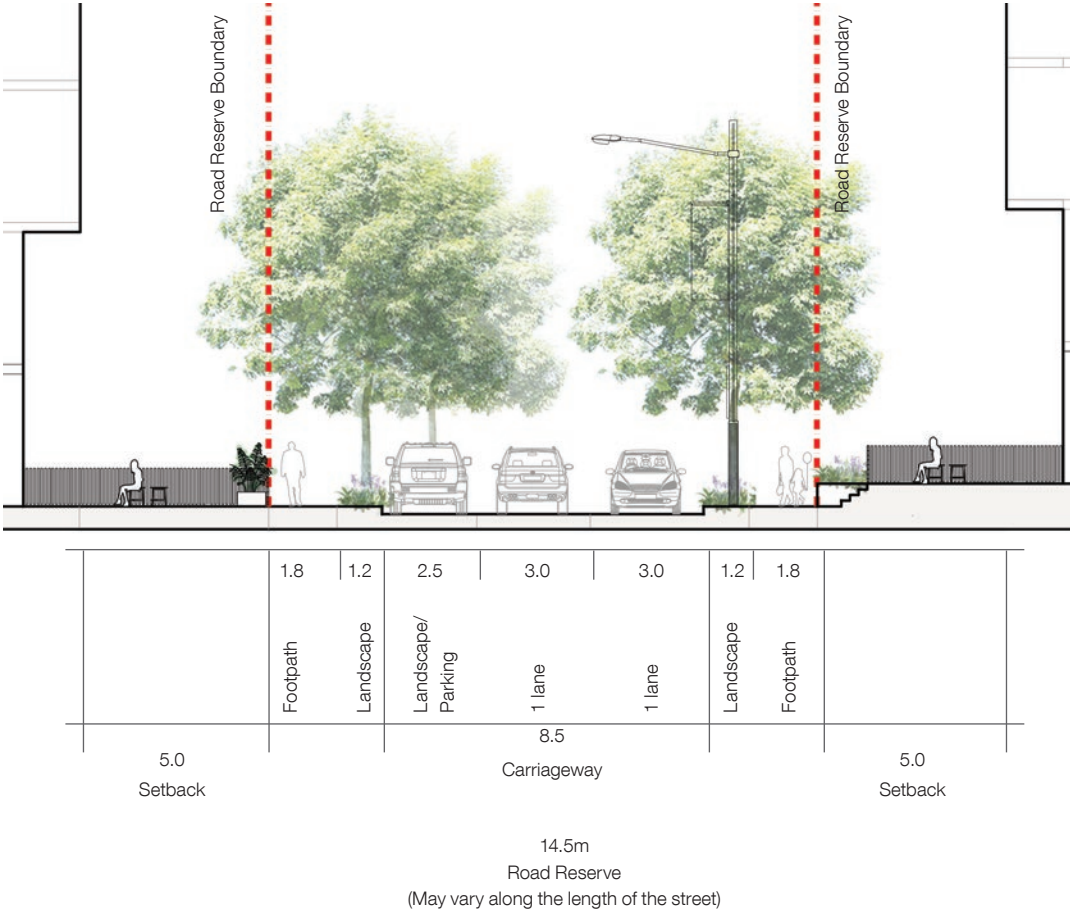 Road Reserve Boundary
Road Reserve Boundary
1.8
1.2
2.5
3.0
3.0
1.2
1.8
Footpath
Landscape
Landscape/
Parking
1 lane
1 lane
Landscape
Footpath
5.0
Setback
8.5
Carriageway
5.0
Setback
14.5m
Road Reserve
(May vary along the length of the street)